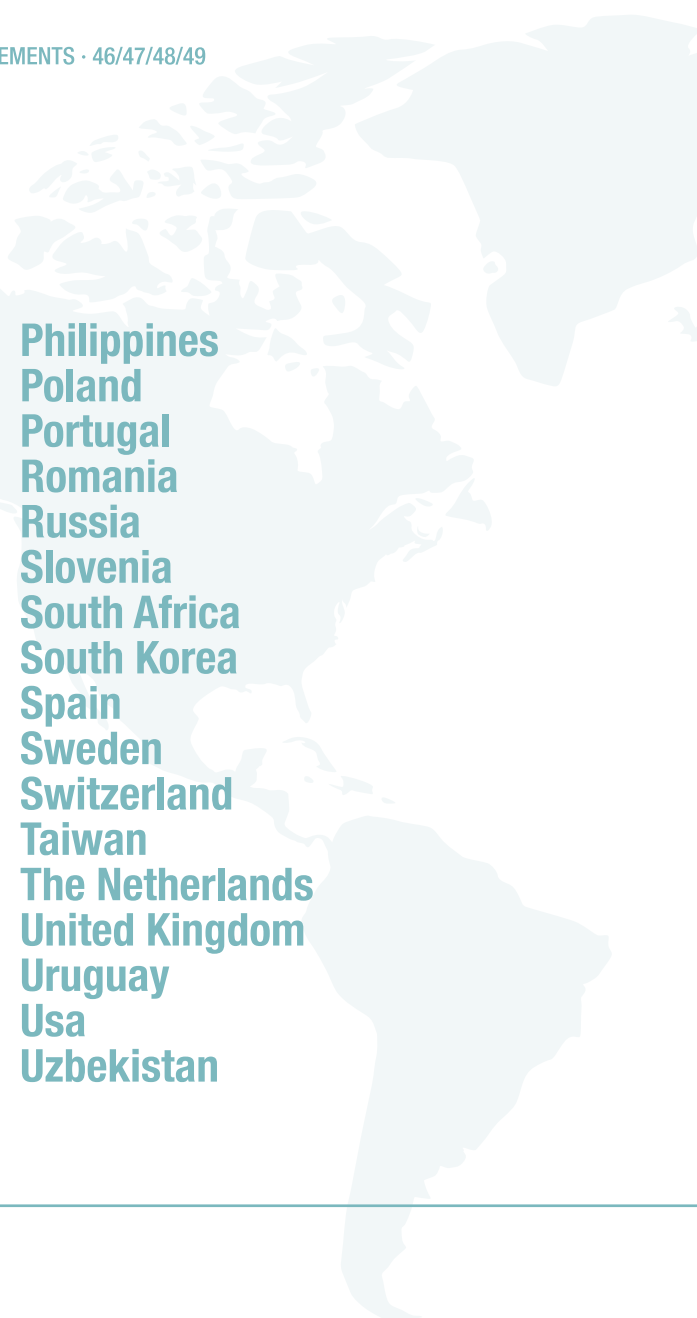 EMENTS · 46/47/48/49
Philippines
Poland
Portugal
Romania
Russia
Slovenia
South Africa
South Korea
Spain
Sweden
Switzerland
Taiwan
The Netherlands
United Kingdom
Uruguay
Usa
Uzbekistan